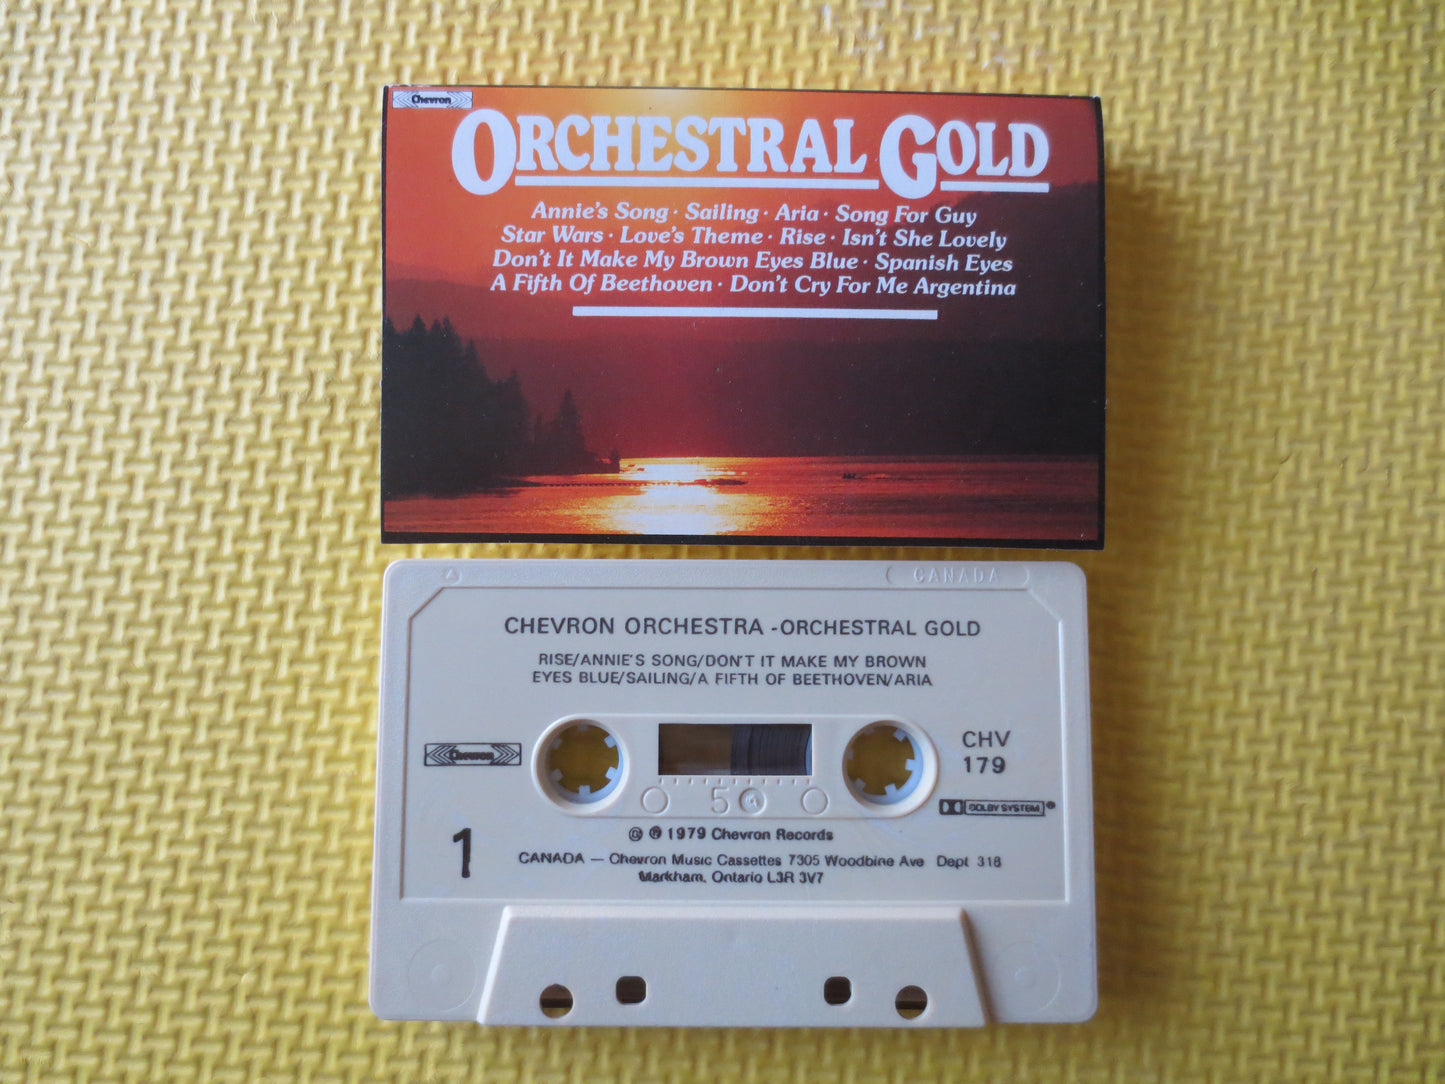 Chevron
ORCHESTRAL GOLD
Annie's Song · Sailing · Aria · Song For Guy
Star Wars · Love's Theme · Rise · Isn't She Lovely
Don't It Make My Brown Eyes Blue · Spanish Eyes
A Fifth Of Beethoven · Don't Cry For Me Argentina
CANADA
CHEVRON ORCHESTRA - ORCHESTRAL GOLD
RISE/ANNIE'S SONG/DON'T IT MAKE MY BROWN
EYES BLUE/SAILING/A FIFTH OF BEETHOVEN/ARIA
Chevron
CHV
179
5
DOLBY SYSTEM ®
1
© ℗ 1979 Chevron Records
CANADA — Chevron Music Cassettes 7305 Woodbine Ave Dept 318
Markham, Ontario L3R 3V7